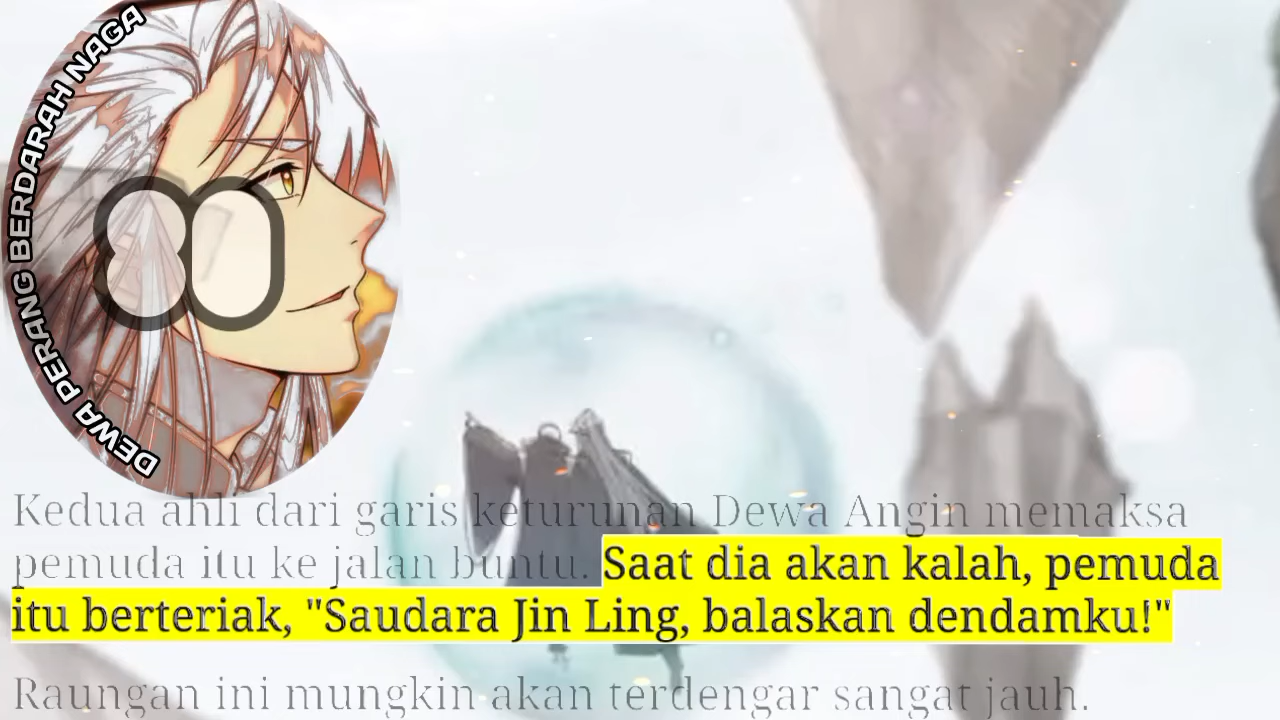 DEWA PERANG BERDARAH NAGA
80
Kedua ahli dari garis keturunan Dewa Angin memaksa
pemuda itu ke jalan buntu. Saat dia akan kalah, pemuda
itu berteriak, "Saudara Jin Ling, balaskan dendamku!"
Raungan ini mungkin akan terdengar sangat jauh.